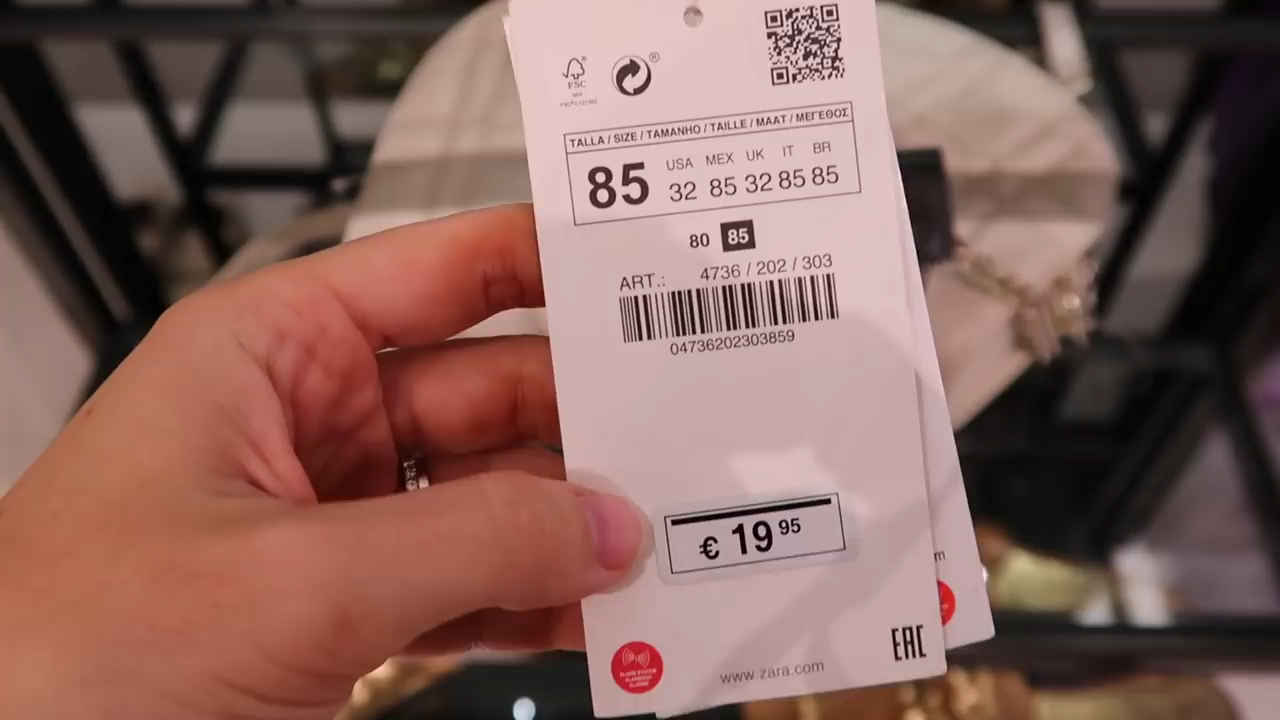 FSC
®
TALLA / SIZE / TAMANHO / TAILLE / MAAT / ΜΕΓΕΘΟΣ
85
USA MEX UK IT BR
32 85 32 85 85
80 85
ART.: 4736 / 202 / 303
04736202303859
€ 19 95
m
EAC
www.zara.com